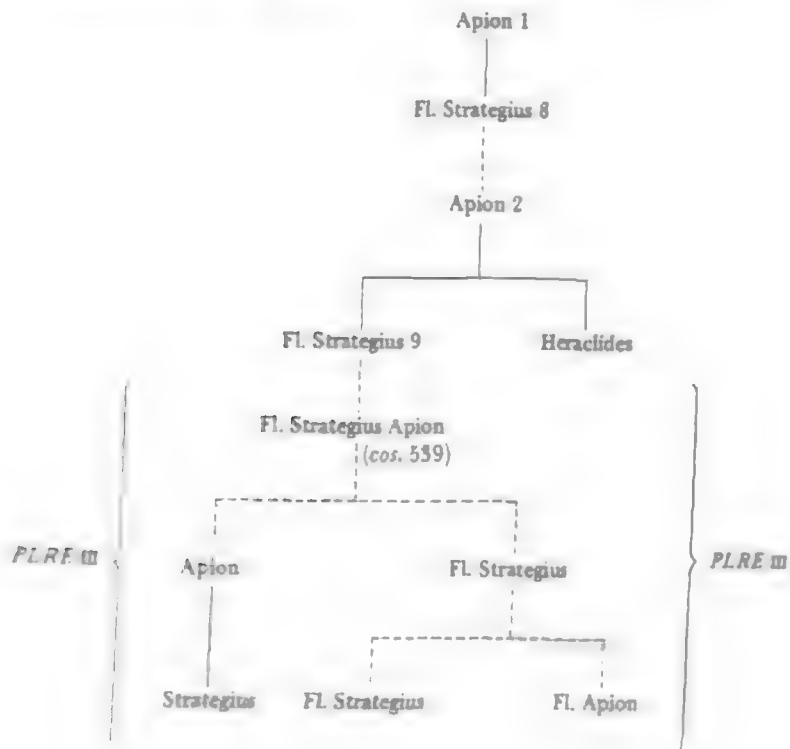 Apion 1
Fl. Strategius 8
Apion 2
Fl. Strategius 9 Heraclides
Fl. Strategius Apion
(cos. 539)
PLRE III Apion Fl. Strategius PLRE III
Strategius Fl. Strategius Fl. Apion